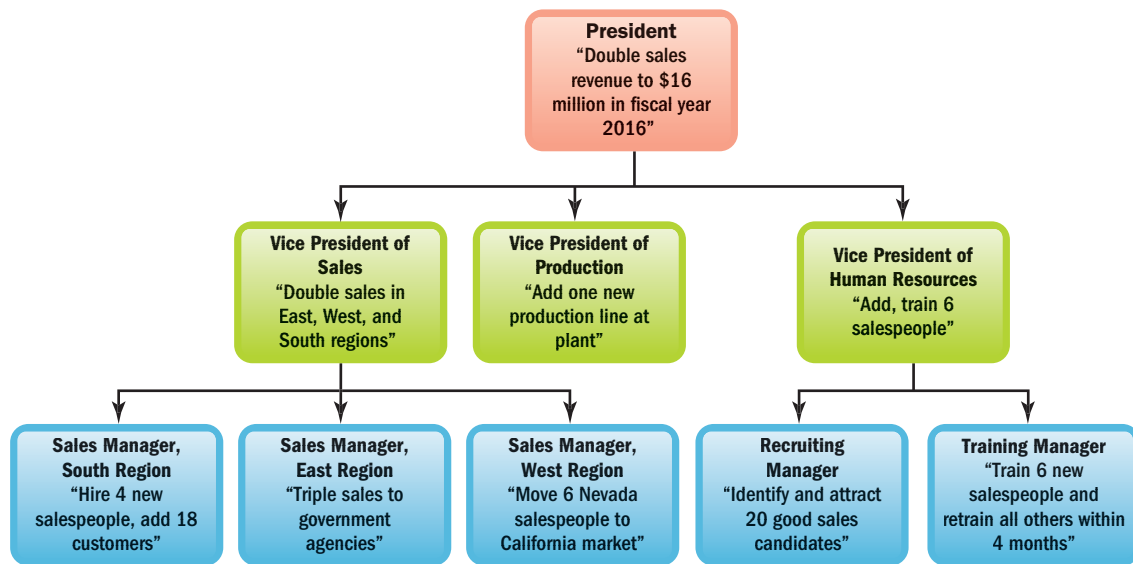 President
“Double sales
revenue to $16
million in fiscal year
2016”
Vice President of
Sales
“Double sales in
East, West, and
South regions”
Vice President of
Production
“Add one new
production line at
plant”
Vice President of
Human Resources
“Add, train 6
salespeople”
Sales Manager,
South Region
“Hire 4 new
salespeople, add 18
customers”
Sales Manager,
East Region
“Triple sales to
government
agencies”
Sales Manager,
West Region
“Move 6 Nevada
salespeople to
California market”
Recruiting
Manager
“Identify and attract
20 good sales
candidates”
Training Manager
“Train 6 new
salespeople and
retrain all others within
4 months”